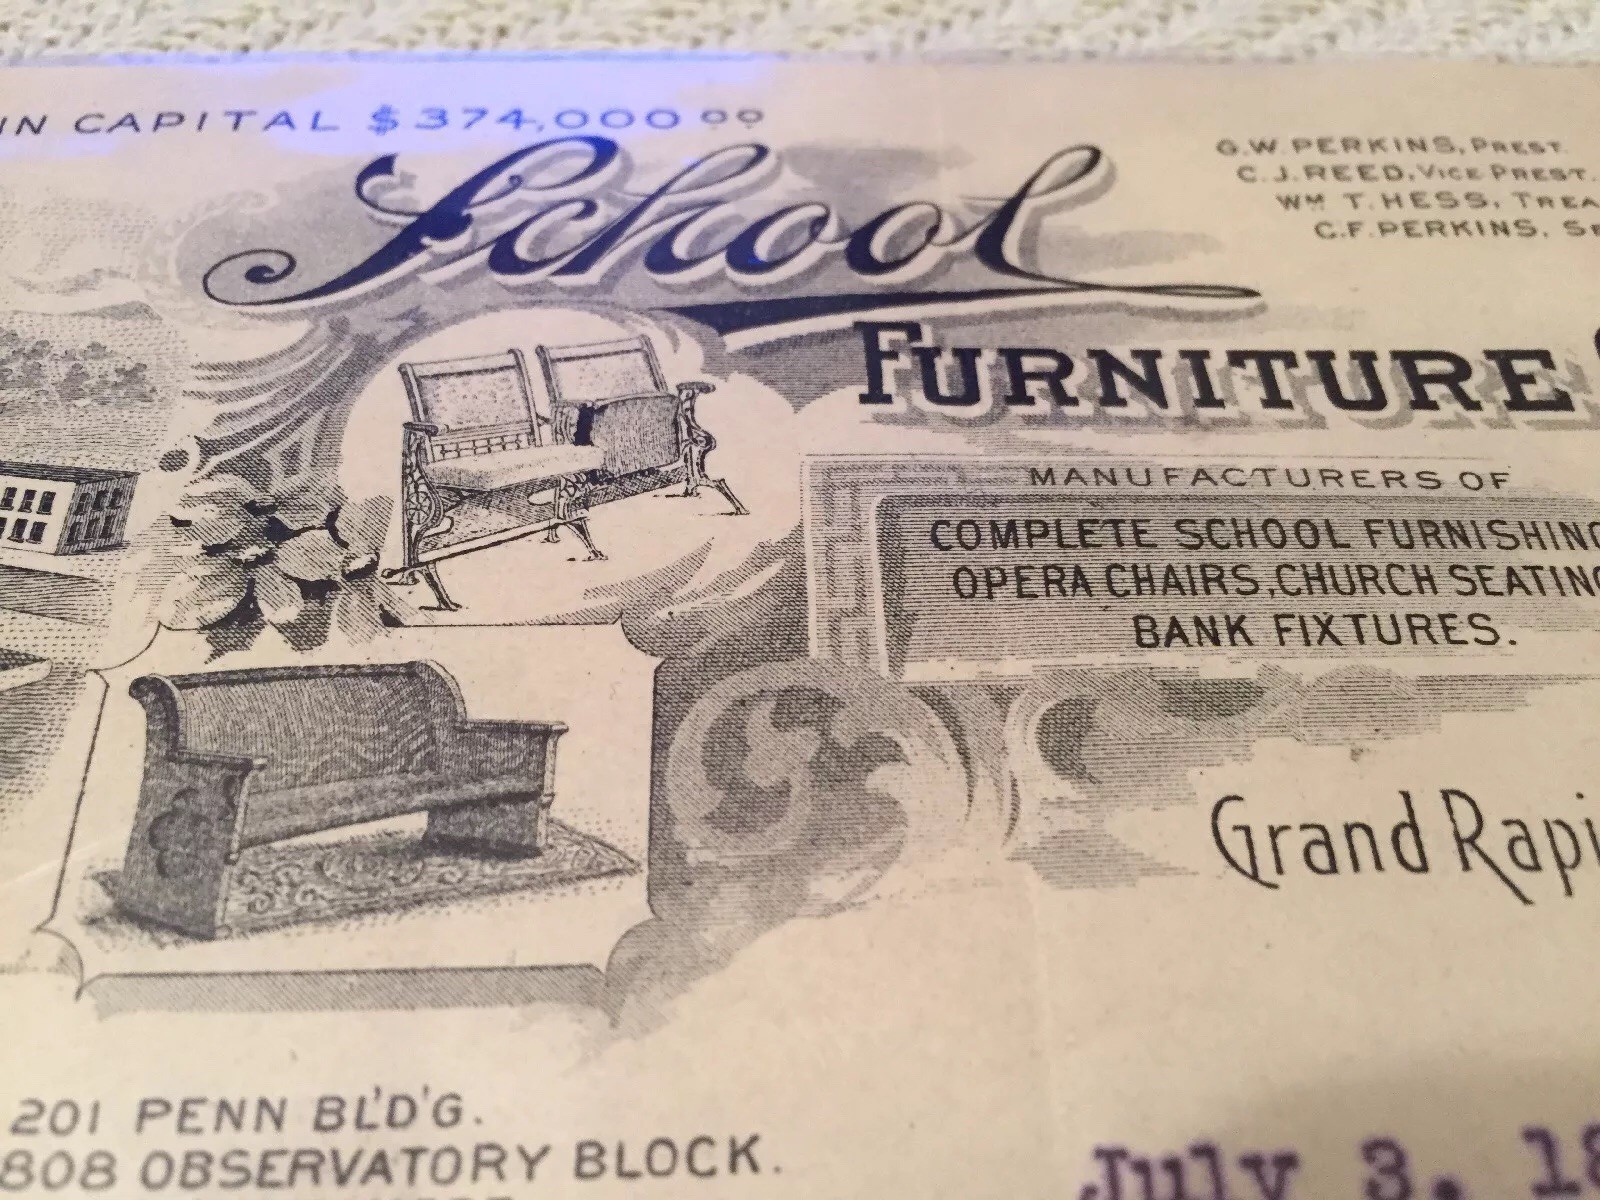 IN CAPITAL $374,000 00
G.W. PERKINS, PREST.
C.J. REED, VICE PREST.
WM T. HESS, TREA
C.F. PERKINS, SE
School
FURNITURE
MANUFACTURERS OF
COMPLETE SCHOOL FURNISHING
OPERA CHAIRS, CHURCH SEATING
BANK FIXTURES.
Grand Rapi
201 PENN BL'D'G.
808 OBSERVATORY BLOCK.
July 3, 18